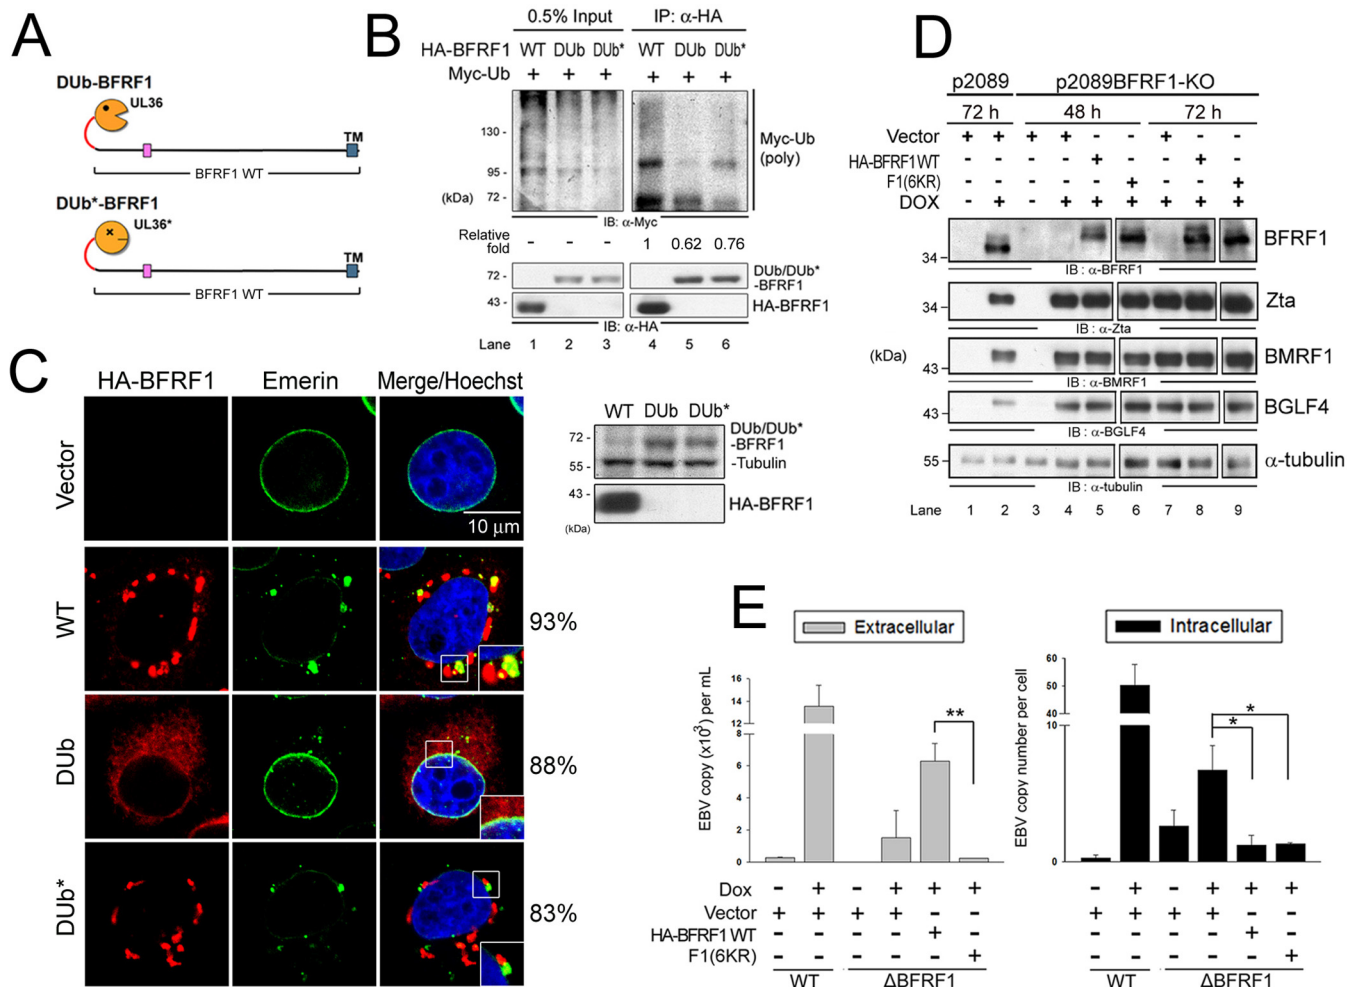 A
DUb-BFRF1
UL36
TM
BFRF1 WT
DUb*-BFRF1
UL36*
TM
BFRF1 WT
B
0.5% Input IP: α-HA
HA-BFRF1 WT DUb DUb* WT DUb DUb*
Myc-Ub + + + + + +
130 -
95 -
(kDa) 72 -
Myc-Ub
(poly)
IB: α-Myc
Relative
fold - - - 1 0.62 0.76
72 -
DUb/DUb*
-BFRF1
43 -
HA-BFRF1
IB: α-HA
Lane 1 2 3 4 5 6
C
HA-BFRF1 Emerin Merge/Hoechst
Vector
10 μm
WT
93%
DUb
88%
DUb*
83%
WT DUb DUb*
72 -
DUb/DUb*
-BFRF1
55 -
-Tubulin
43 -
HA-BFRF1
(kDa)
D
p2089 p2089BFRF1-KO
72 h 48 h 72 h
Vector + + + + - - + - -
HA-BFRF1 WT - - - - + - - + -
F1(6KR) - - - - - + - - +
DOX - + - + + + + + +
34 -
BFRF1
IB : α-BFRF1
34 -
Zta
IB : α-Zta
(kDa)
43 -
BMRF1
IB : α-BMRF1
43 -
BGLF4
IB : α-BGLF4
55 -
α-tubulin
IB : α-tubulin
Lane 1 2 3 4 5 6 7 8 9
E
Extracellular
EBV copy (x10³) per mL
16
14
12
8
6
4
2
0
**
Dox - + - + + +
Vector + + + + - -
HA-BFRF1 WT - - - - + -
F1(6KR) - - - - - +
WT ΔBFRF1
Intracellular
EBV copy number per cell
60
50
40
10
0
*
*
- + - + + +
+ + + + - -
- - - - + -
- - - - - +
WT ΔBFRF1